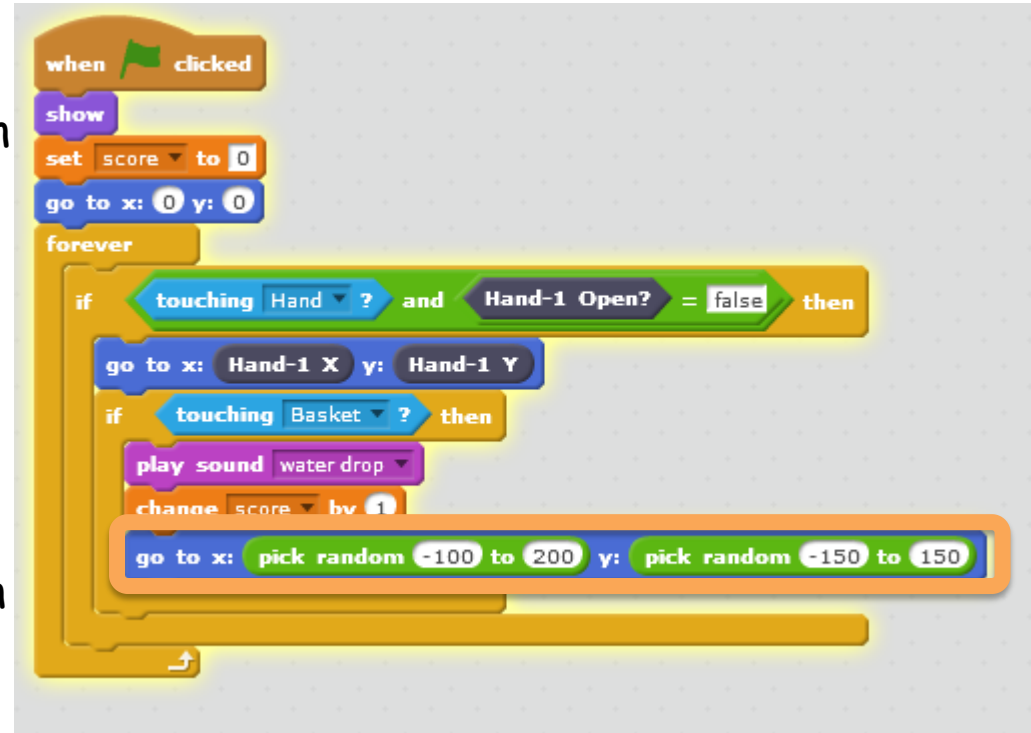 when clicked
show
set score to 0
go to x: 0 y: 0
forever
if touching Hand ? and Hand-1 Open? = false then
go to x: Hand-1 X y: Hand-1 Y
if touching Basket ? then
play sound water drop
change score by 1
go to x: pick random -100 to 200 y: pick random -150 to 150